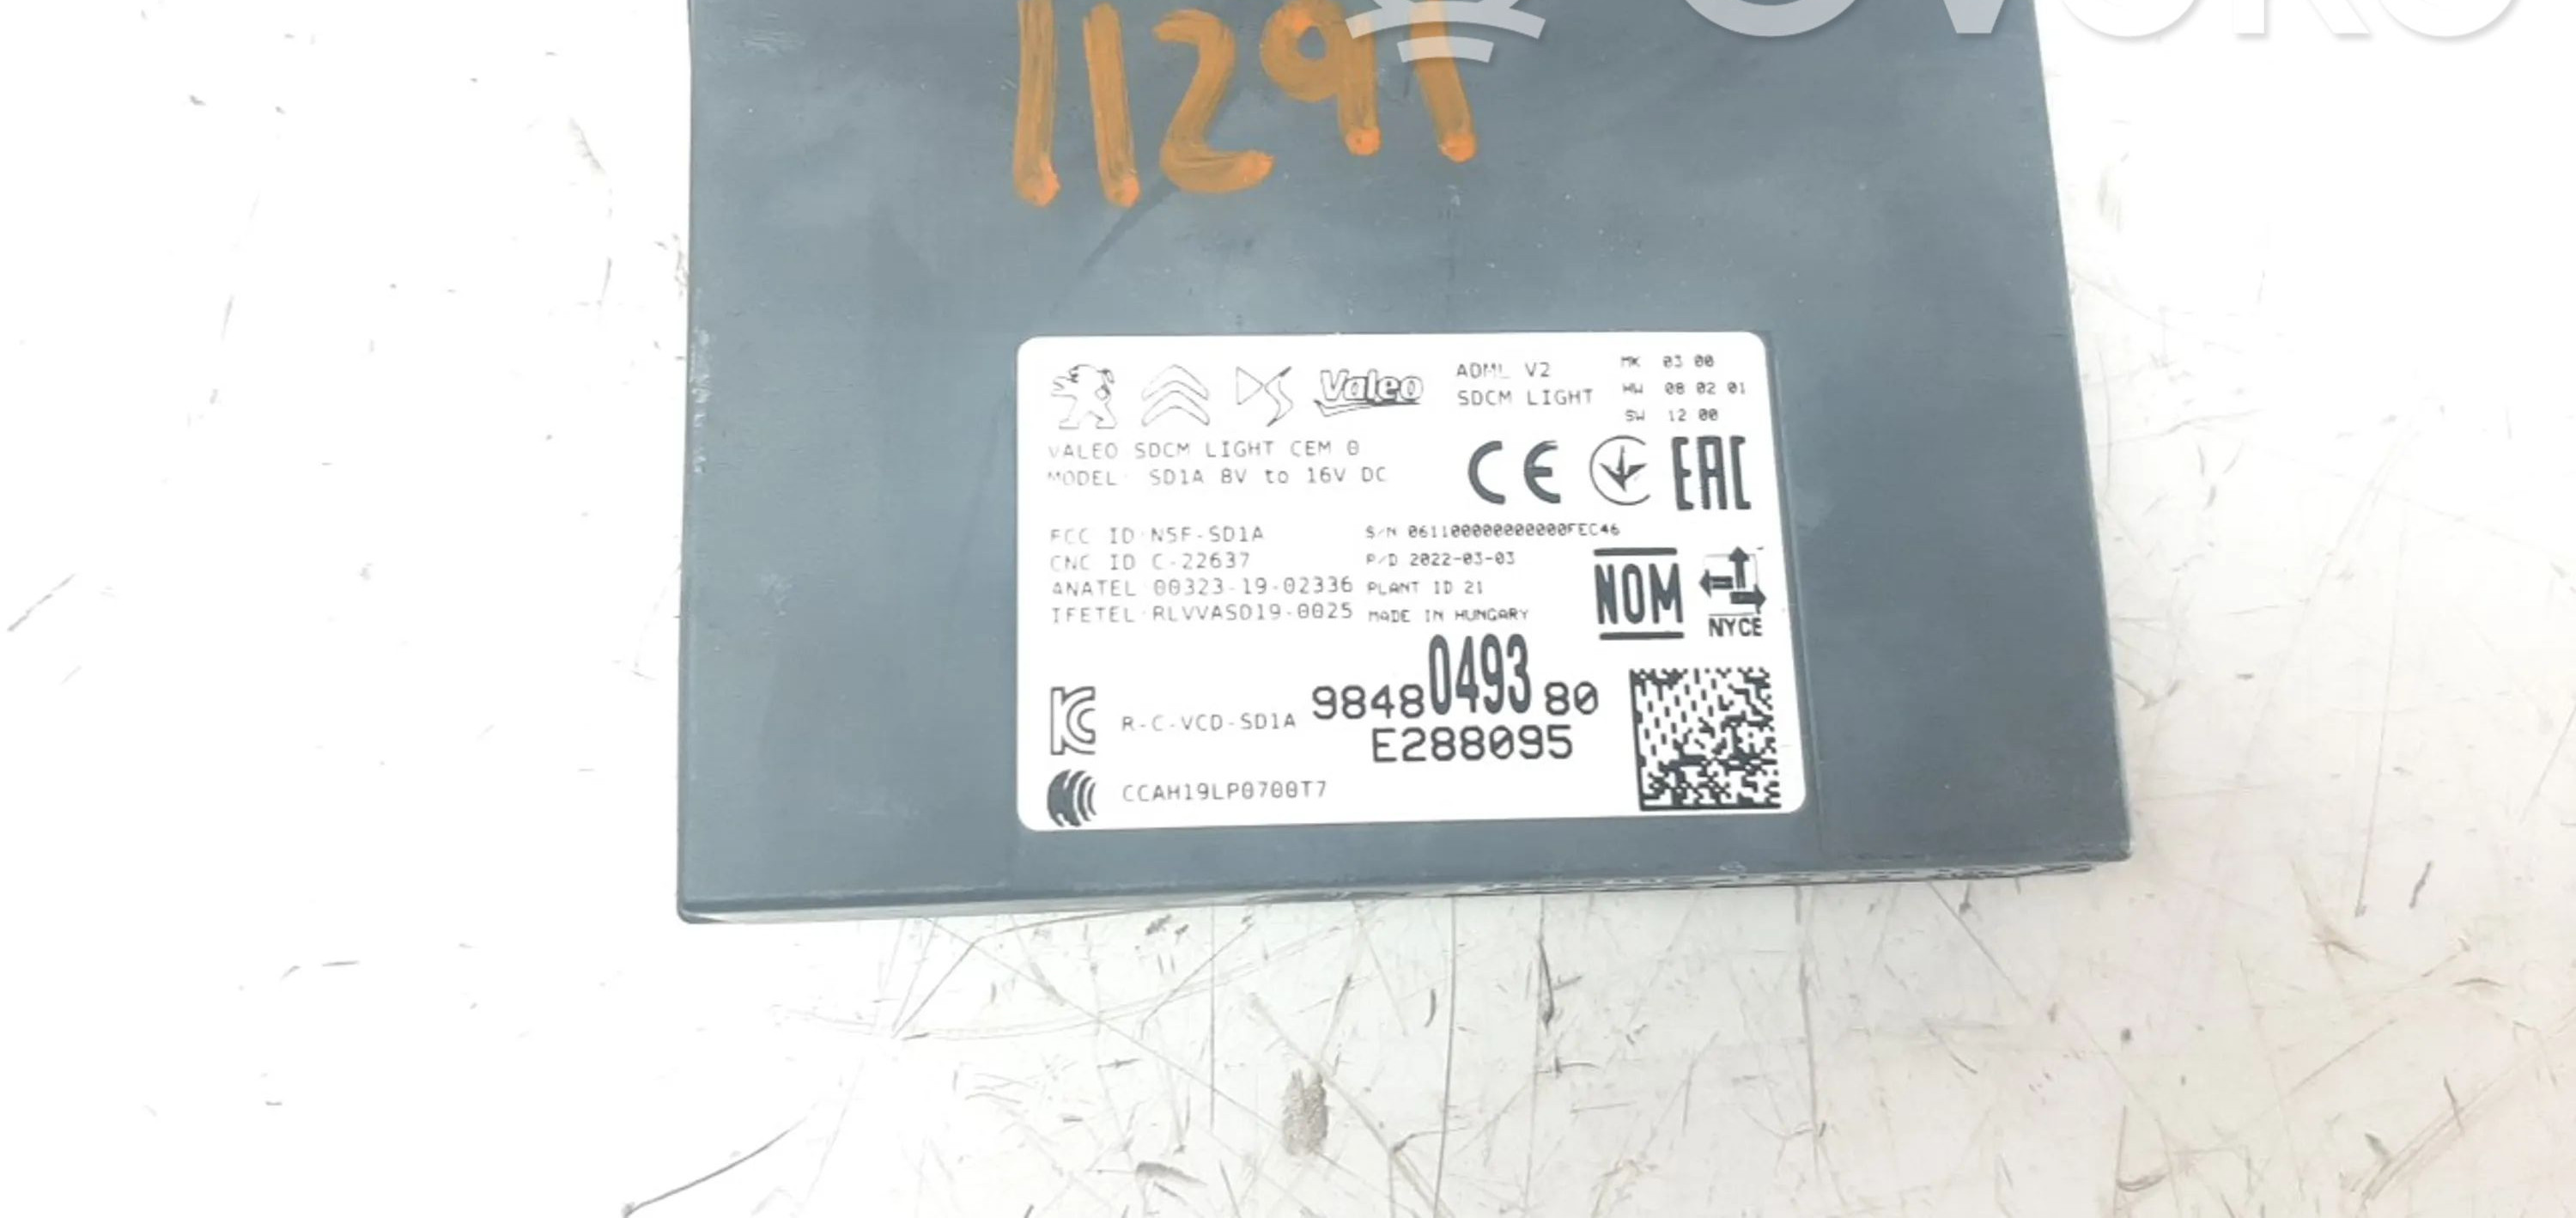 11291
Valeo
ADML V2
SDCM LIGHT
MK 03 00
HW 08 02 01
SW 12 00
VALEO SDCM LIGHT CEM 0
MODEL: SD1A 8V to 16V DC
CE
EAC
FCC ID:N5F-SD1A
CNC ID C-22637
ANATEL:00323-19-02336
IFETEL:RLVVASD19-0025
S/N 061100000000000FEC46
P/D 2022-03-03
PLANT ID 21
MADE IN HUNGARY
NOM
NYCE
R-C-VCD-SD1A
9848049380
E288095
CCAH19LP0700T7